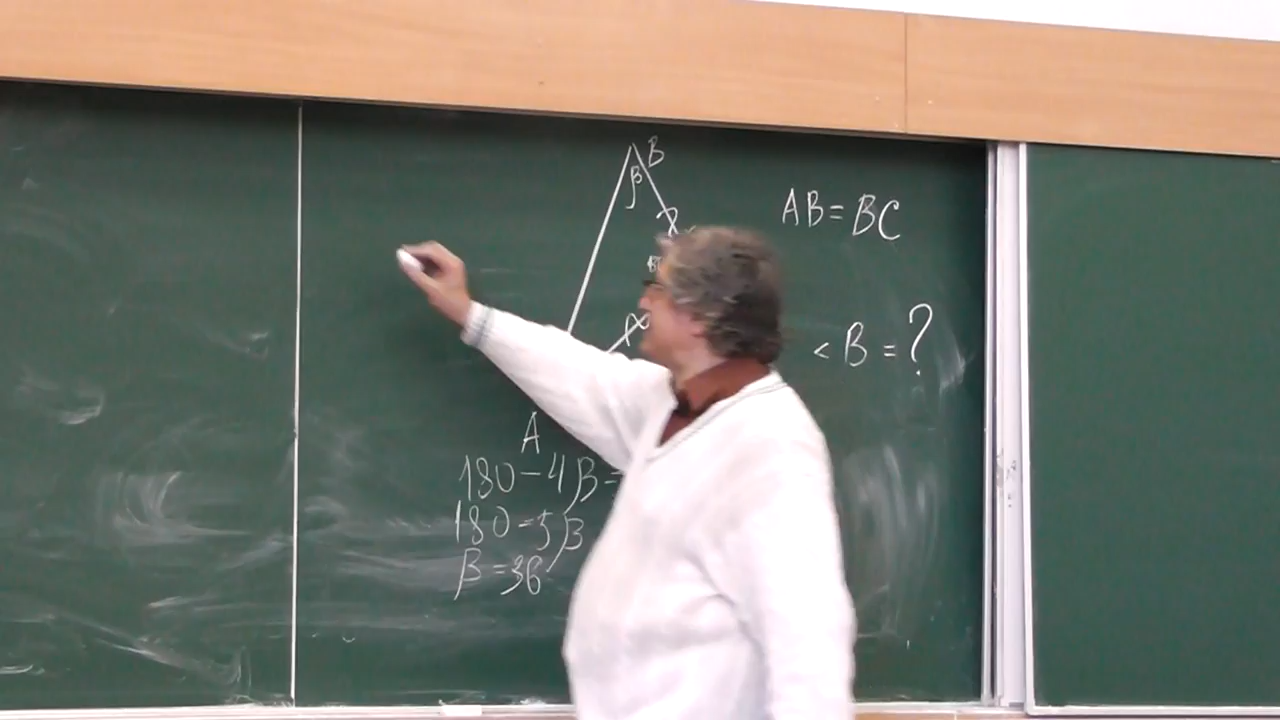 B
β
AB = BC
< B = ?
A
180 - 4β =
180 = 5β
β = 36